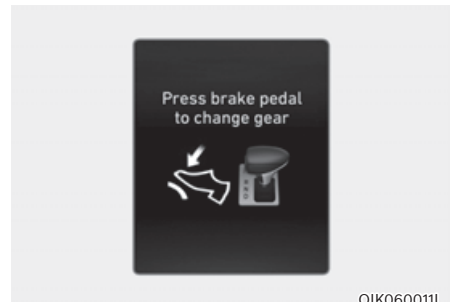 Press brake pedal
to change gear
R
N
D
OIK060011L